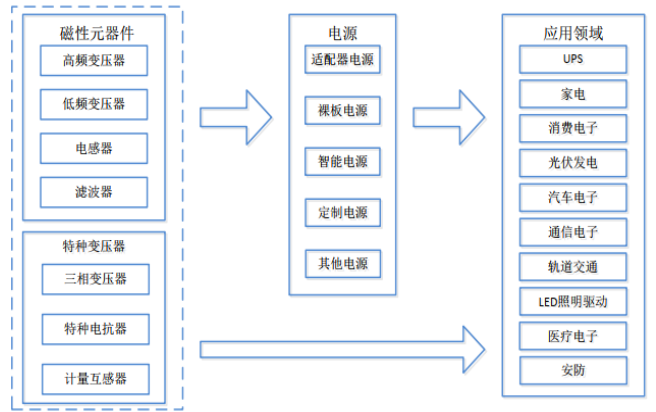 磁性元器件
高频变压器
低频变压器
电感器
滤波器
特种变压器
三相变压器
特种电抗器
计量互感器
电源
适配器电源
裸板电源
智能电源
定制电源
其他电源
应用领域
UPS
家电
消费电子
光伏发电
汽车电子
通信电子
轨道交通
LED照明驱动
医疗电子
安防